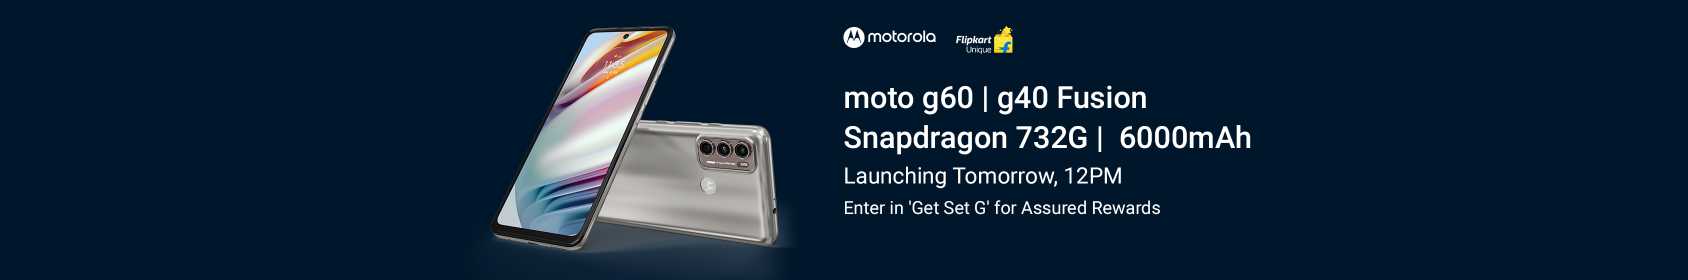 motorola
Flipkart
Unique
moto g60 | g40 Fusion
Snapdragon 732G | 6000mAh
Launching Tomorrow, 12PM
Enter in 'Get Set G' for Assured Rewards